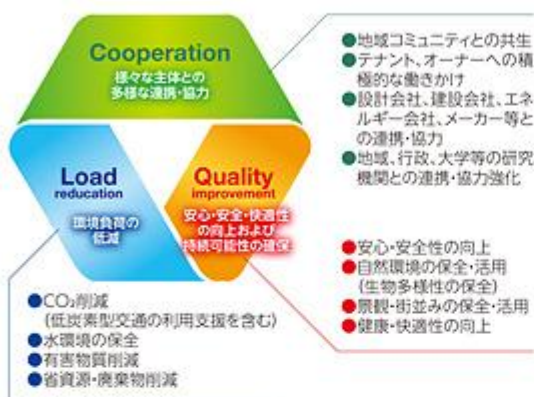 Cooperation
様々な主体との
多様な連携・協力
Load
reducation
環境負荷の
低減
Quality
improvement
安心・安全・快適性
の向上および
持続可能性の確保
●地域コミュニティとの共生
●テナント、オーナーへの積
極的な働きかけ
●設計会社、建設会社、エネ
ルギー会社、メーカー等と
の連携・協力
●地域、行政、大学等の研究
機関との連携・協力強化
●安心・安全性の向上
●自然環境の保全・活用
(生物多様性の保全)
●景観・街並みの保全・活用
●健康・快適性の向上
●CO₂削減
(低炭素型交通の利用支援を含む)
●水環境の保全
●有害物質削減
●省資源・廃棄物削減